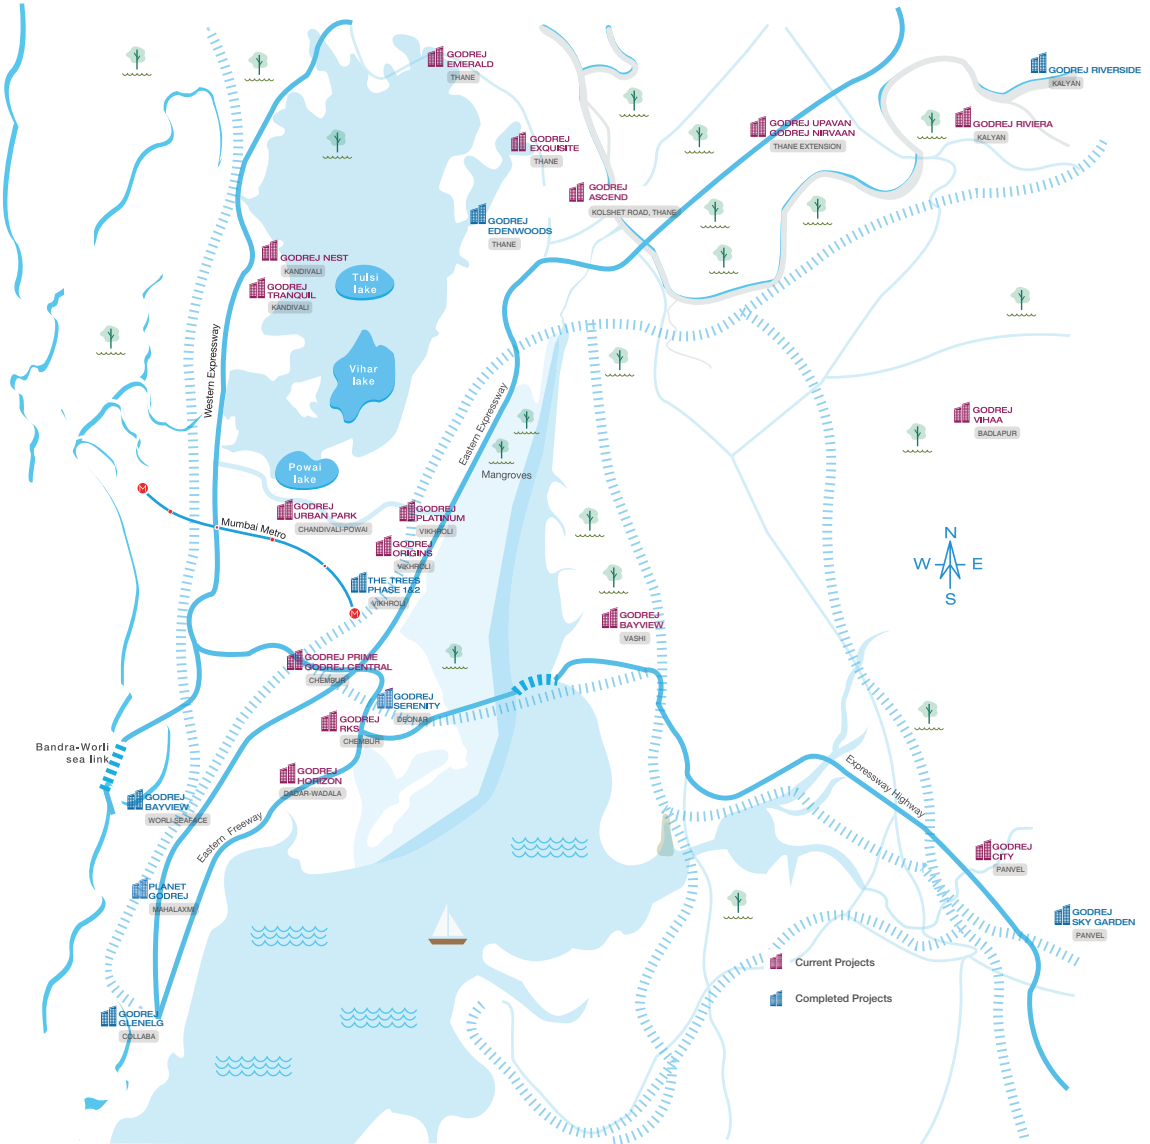 GODREJ
EMERALD
THANE
GODREJ RIVERSIDE
KALYAN
GODREJ UPAVAN
GODREJ NIRVAAN
THANE EXTENSION
GODREJ RIVIERA
KALYAN
GODREJ
EXQUISITE
THANE
GODREJ
ASCEND
KOLSHET ROAD, THANE
GODREJ
EDENWOODS
THANE
GODREJ NEST
KANDIVALI
GODREJ
TRANQUIL
KANDIVALI
Tulsi
lake
Western Expressway
Vihar
lake
Eastern Expressway
GODREJ
VIHAA
BADLAPUR
Mangroves
Powai
lake
M
GODREJ
URBAN PARK
CHANDIVALI-POWAI
GODREJ
PLATINUM
VIKHROLI
Mumbai Metro
GODREJ
ORIGINS
VIKHROLI
N
W
E
S
THE TREES
PHASE 1&2
VIKHROLI
M
GODREJ
BAYVIEW
VASHI
GODREJ PRIME
GODREJ CENTRAL
CHEMBUR
GODREJ
SERENITY
DEONAR
GODREJ
RKS
CHEMBUR
Bandra-Worli
sea link
GODREJ
HORIZON
DADAR-WADALA
Expressway Highway
GODREJ
BAYVIEW
WORLI-SEAFACE
Eastern Freeway
GODREJ
CITY
PANVEL
PLANET
GODREJ
MAHALAXMI
GODREJ
SKY GARDEN
PANVEL
Current Projects
Completed Projects
GODREJ
GLENELG
COLLABA